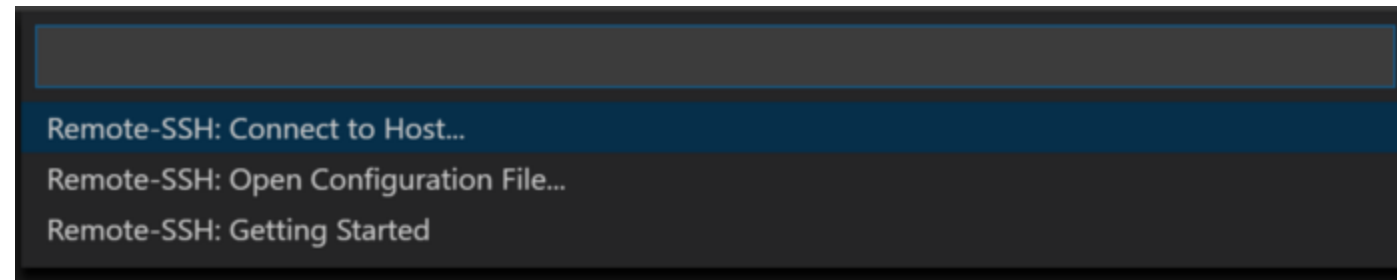 Remote-SSH: Connect to Host...
Remote-SSH: Open Configuration File...
Remote-SSH: Getting Started